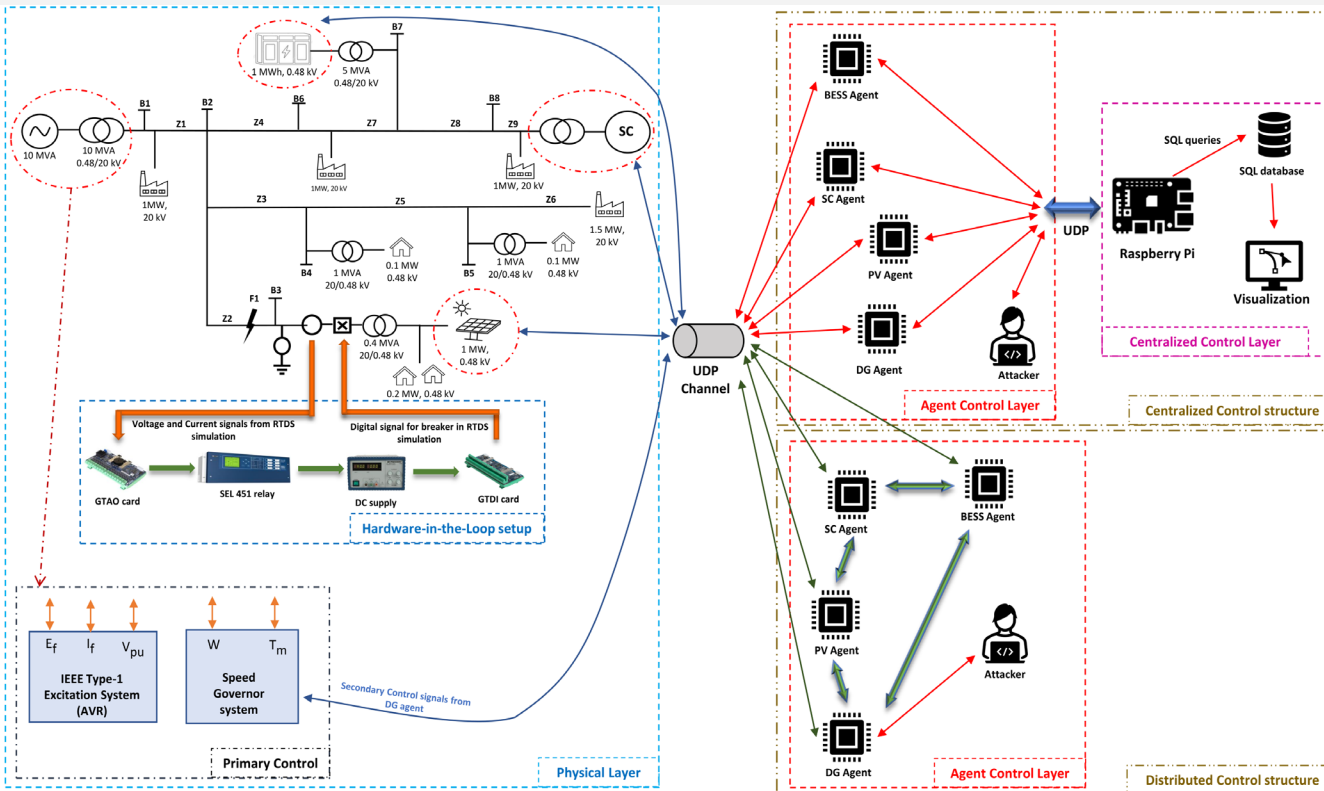 B7
1 MWh, 0.48 kV
5 MVA
0.48/20 kV
B1
B2
B6
B8
Z1
Z4
Z7
Z8
Z9
SC
10 MVA
10 MVA
0.48/20 kV
1MW,
20 kV
1MW, 20 kV
1MW, 20 kV
Z3
Z5
Z6
1.5 MW,
20 kV
B4
1 MVA
20/0.48 kV
0.1 MW
0.48 kV
B5
1 MVA
20/0.48 kV
0.1 MW
0.48 kV
F1
B3
Z2
0.4 MVA
20/0.48 kV
1 MW,
0.48 kV
0.2 MW, 0.48 kV
Voltage and Current signals from RTDS
simulation
Digital signal for breaker in RTDS
simulation
GTAO card
SEL 451 relay
DC supply
GTDI card
Hardware-in-the-Loop setup
Ef
If
Vpu
IEEE Type-1
Excitation System
(AVR)
W
Tm
Speed
Governor
system
Secondary Control signals from
DG agent
Primary Control
Physical Layer
UDP
Channel
BESS Agent
SC Agent
PV Agent
DG Agent
Attacker
Agent Control Layer
UDP
Raspberry Pi
SQL queries
SQL database
Visualization
Centralized Control Layer
Centralized Control structure
SC Agent
BESS Agent
PV Agent
DG Agent
Attacker
Agent Control Layer
Distributed Control structure